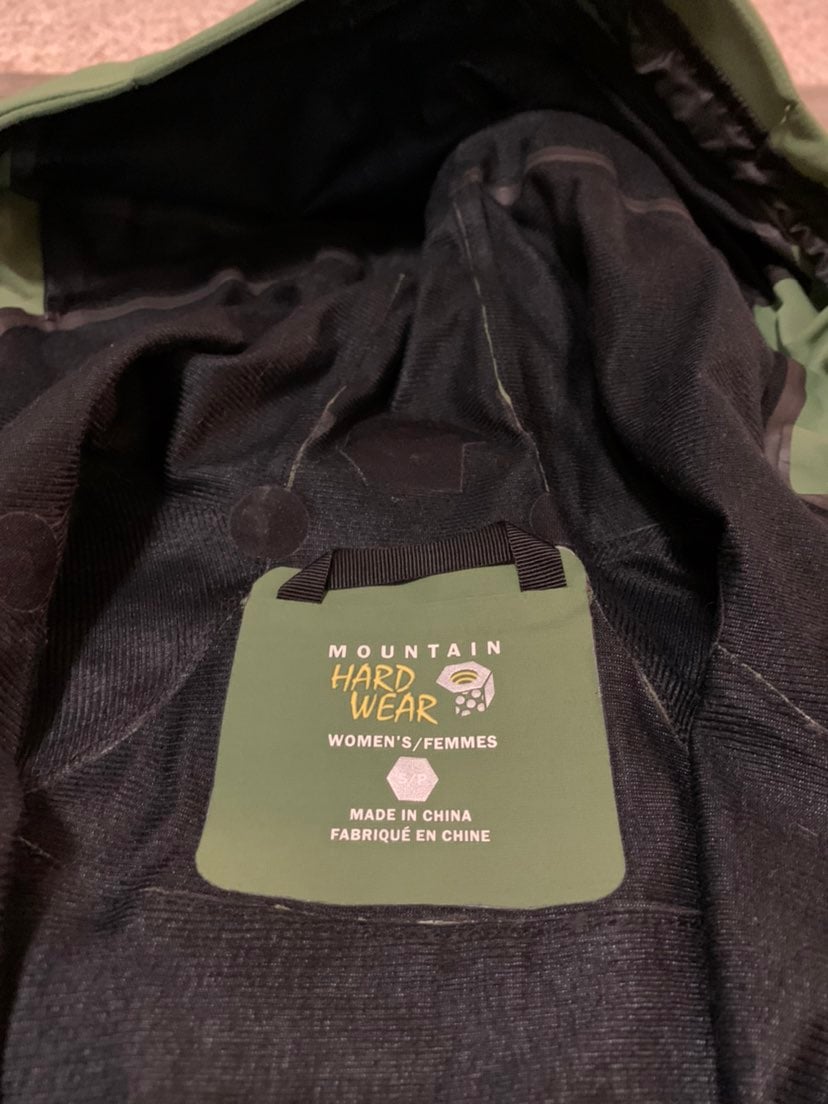 MOUNTAIN
HARD
WEAR
WOMEN'S/FEMMES
S/P
MADE IN CHINA
FABRIQUÉ EN CHINE